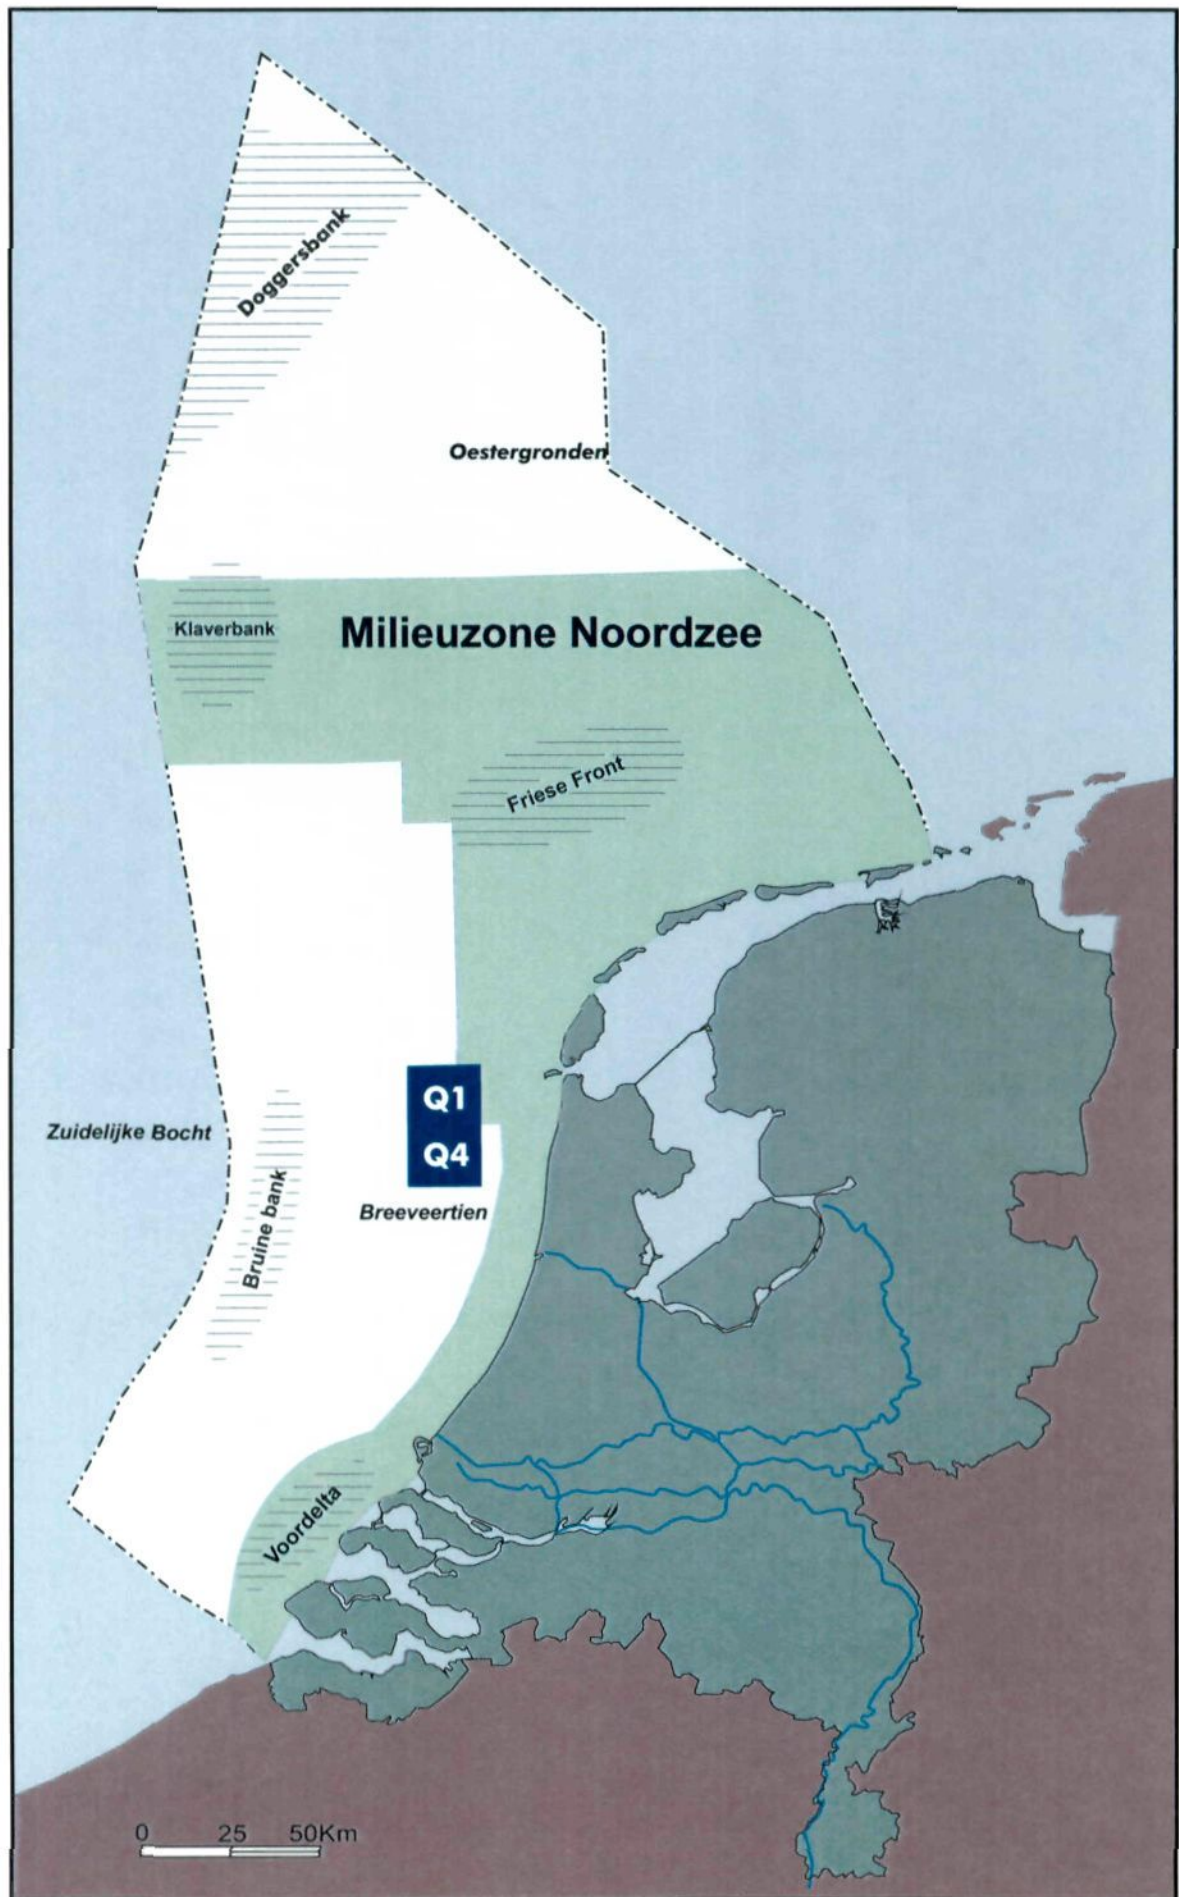 Doggersbank
Oestergronden
Klaverbank
Milieuzone Noordzee
Friese Front
Q1
Zuidelijke Bocht
Q4
Bruine bank
Breeveertien
Voordelta
0 25 50Km